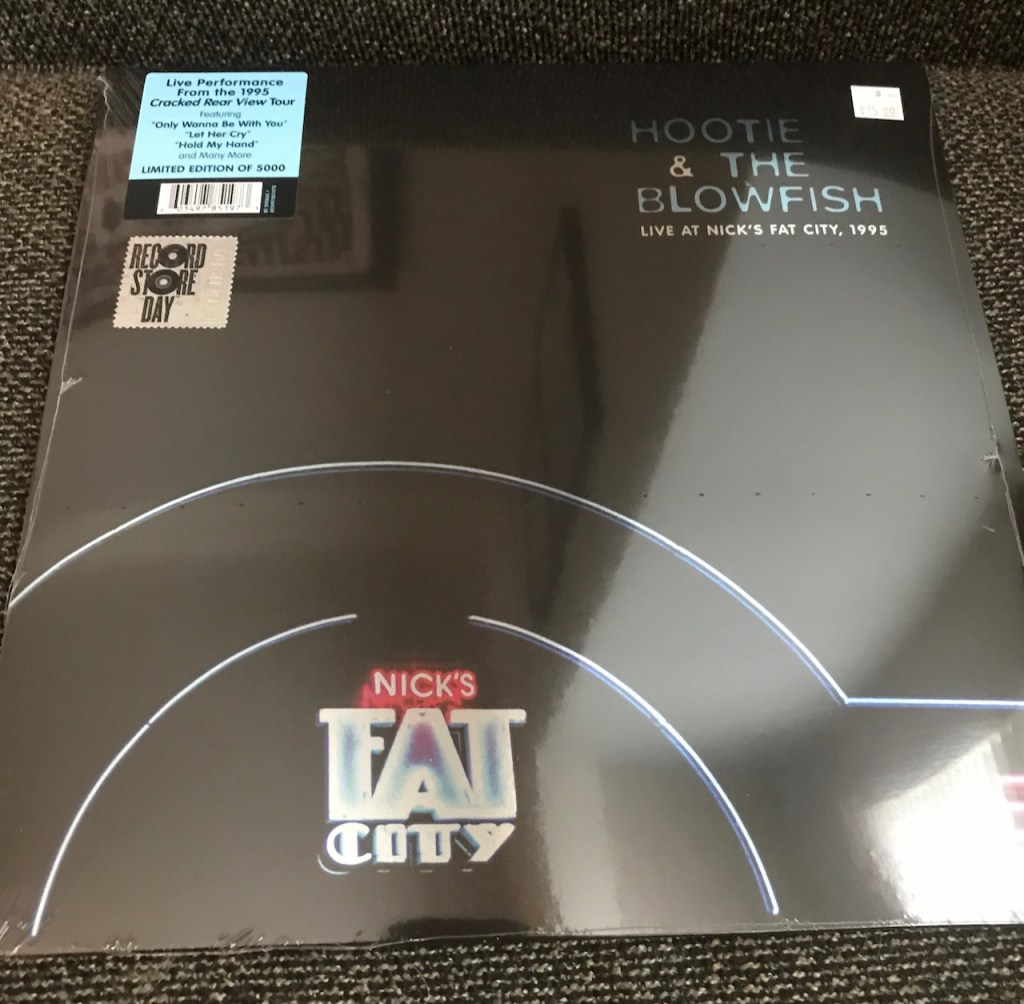 Live Performance
From the 1995
Cracked Rear View Tour
Featuring
"Only Wanna Be With You"
"Let Her Cry"
"Hold My Hand"
and Many More
LIMITED EDITION OF 5000
RECORD
STORE
DAY
HOOTIE
& THE
BLOWFISH
LIVE AT NICK'S FAT CITY, 1995
NICK'S
FAT
CITY